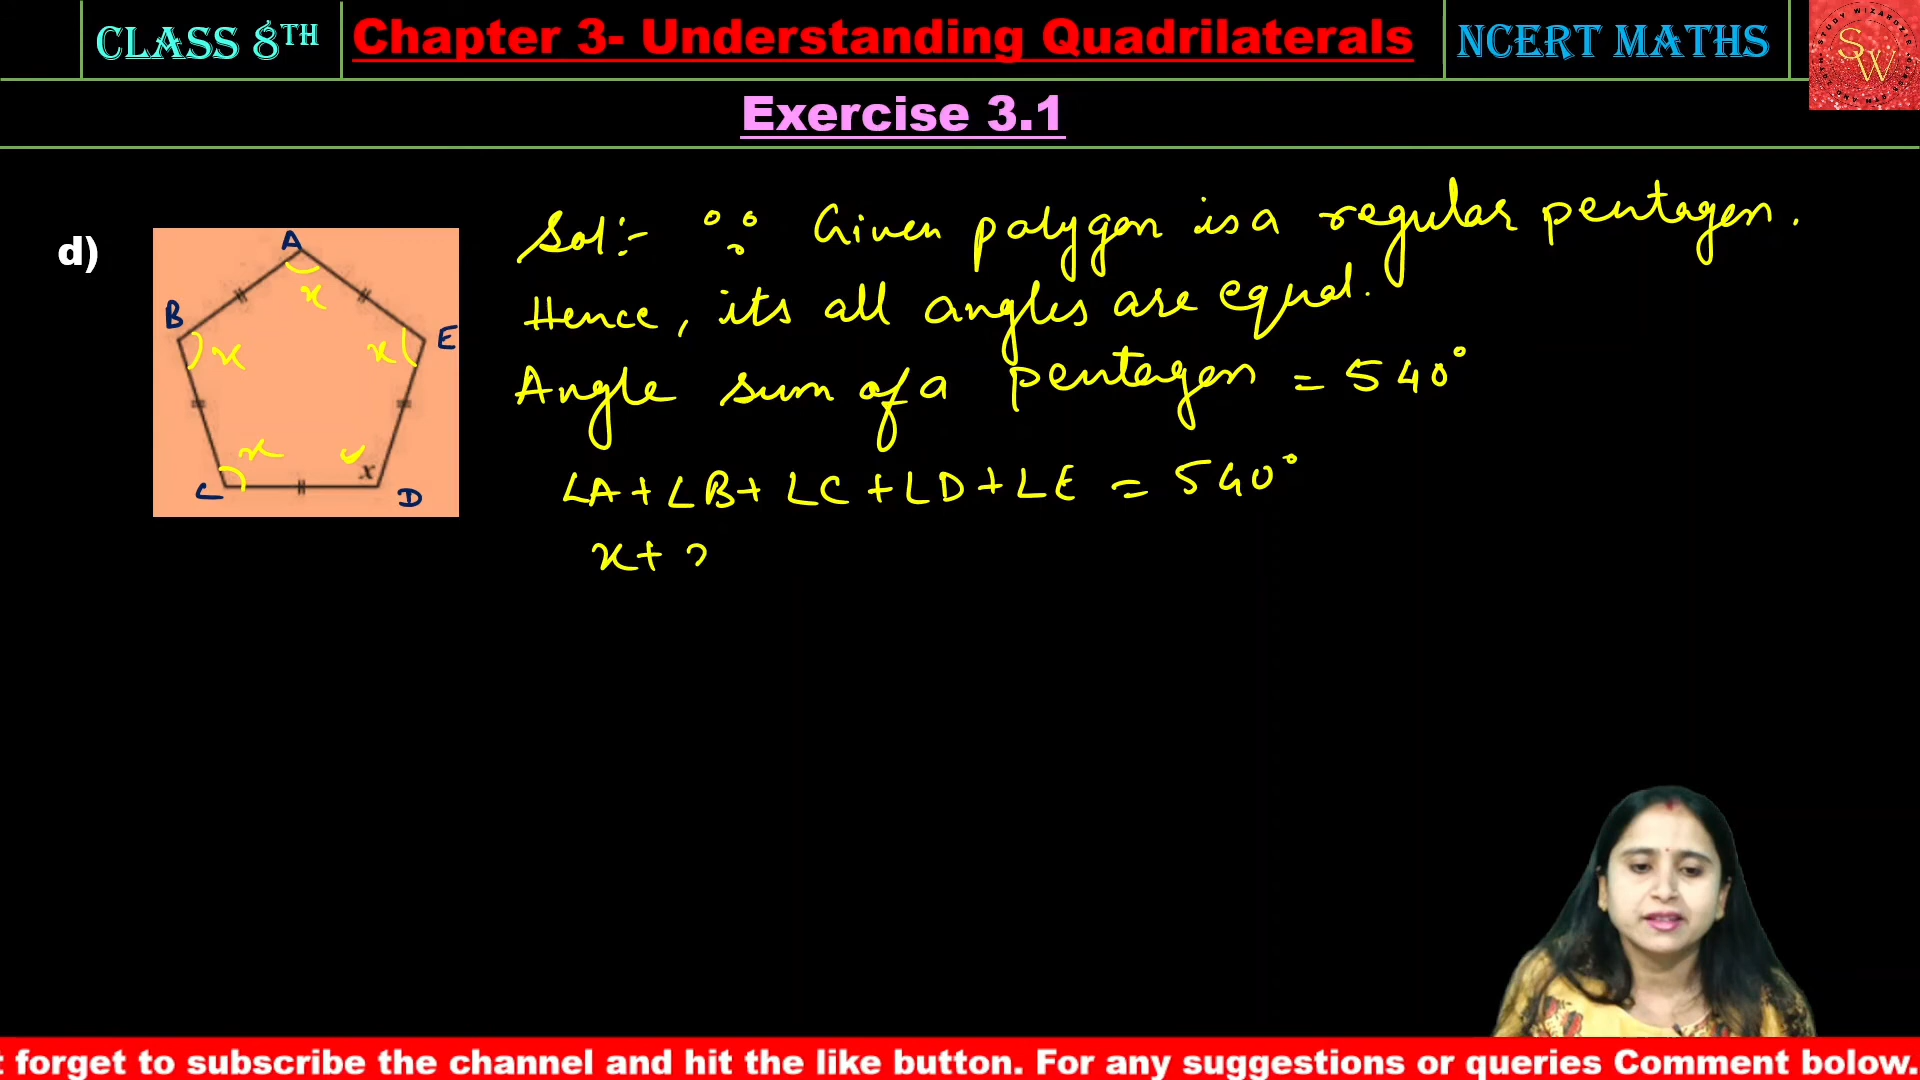 CLASS 8TH
Chapter 3- Understanding Quadrilaterals
NCERT MATHS
SW
Exercise 3.1
d)
A
B
E
C
D
x
x
x
x
x
Sol:- ∵ Given polygon is a regular pentagon.
Hence, its all angles are equal.
Angle sum of a pentagon = 540°
∠A + ∠B + ∠C + ∠D + ∠E = 540°
x +
forget to subscribe the channel and hit the like button. For any suggestions or queries Comment bolow.